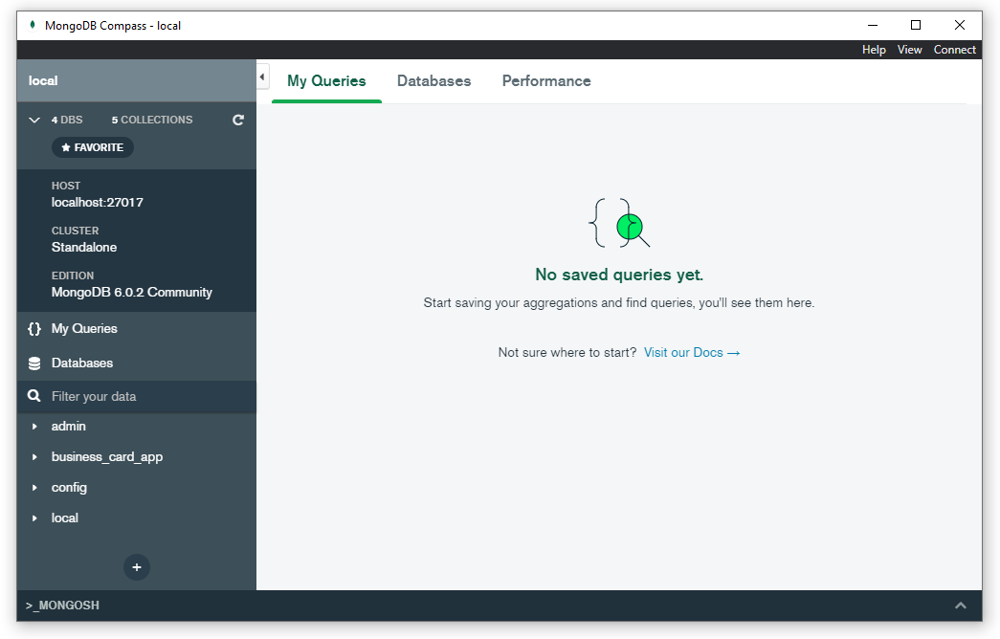 MongoDB Compass - local
Help View Connect
local
My Queries Databases Performance
4 DBS 5 COLLECTIONS
FAVORITE
HOST
localhost:27017
CLUSTER
Standalone
EDITION
MongoDB 6.0.2 Community
{} My Queries
Databases
Filter your data
admin
business_card_app
config
local
+
{ }
No saved queries yet.
Start saving your aggregations and find queries, you'll see them here.
Not sure where to start? Visit our Docs →
>_MONGOSH